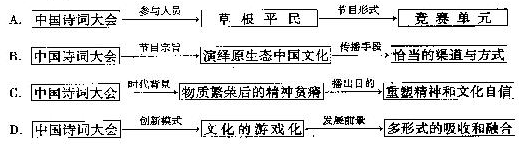 A. 中国诗词大会 参与人员 草根平民 节目形式 竞赛单元
B. 中国诗词大会 节目宗旨 演绎原生态中国文化 传播手段 恰当的渠道与方式
C. 中国诗词大会 时代背景 物质繁荣后的精神贫瘠 播出目的 重塑精神和文化自信
D. 中国诗词大会 创新模式 文化的游戏化 发展前景 多形式的吸收和融合